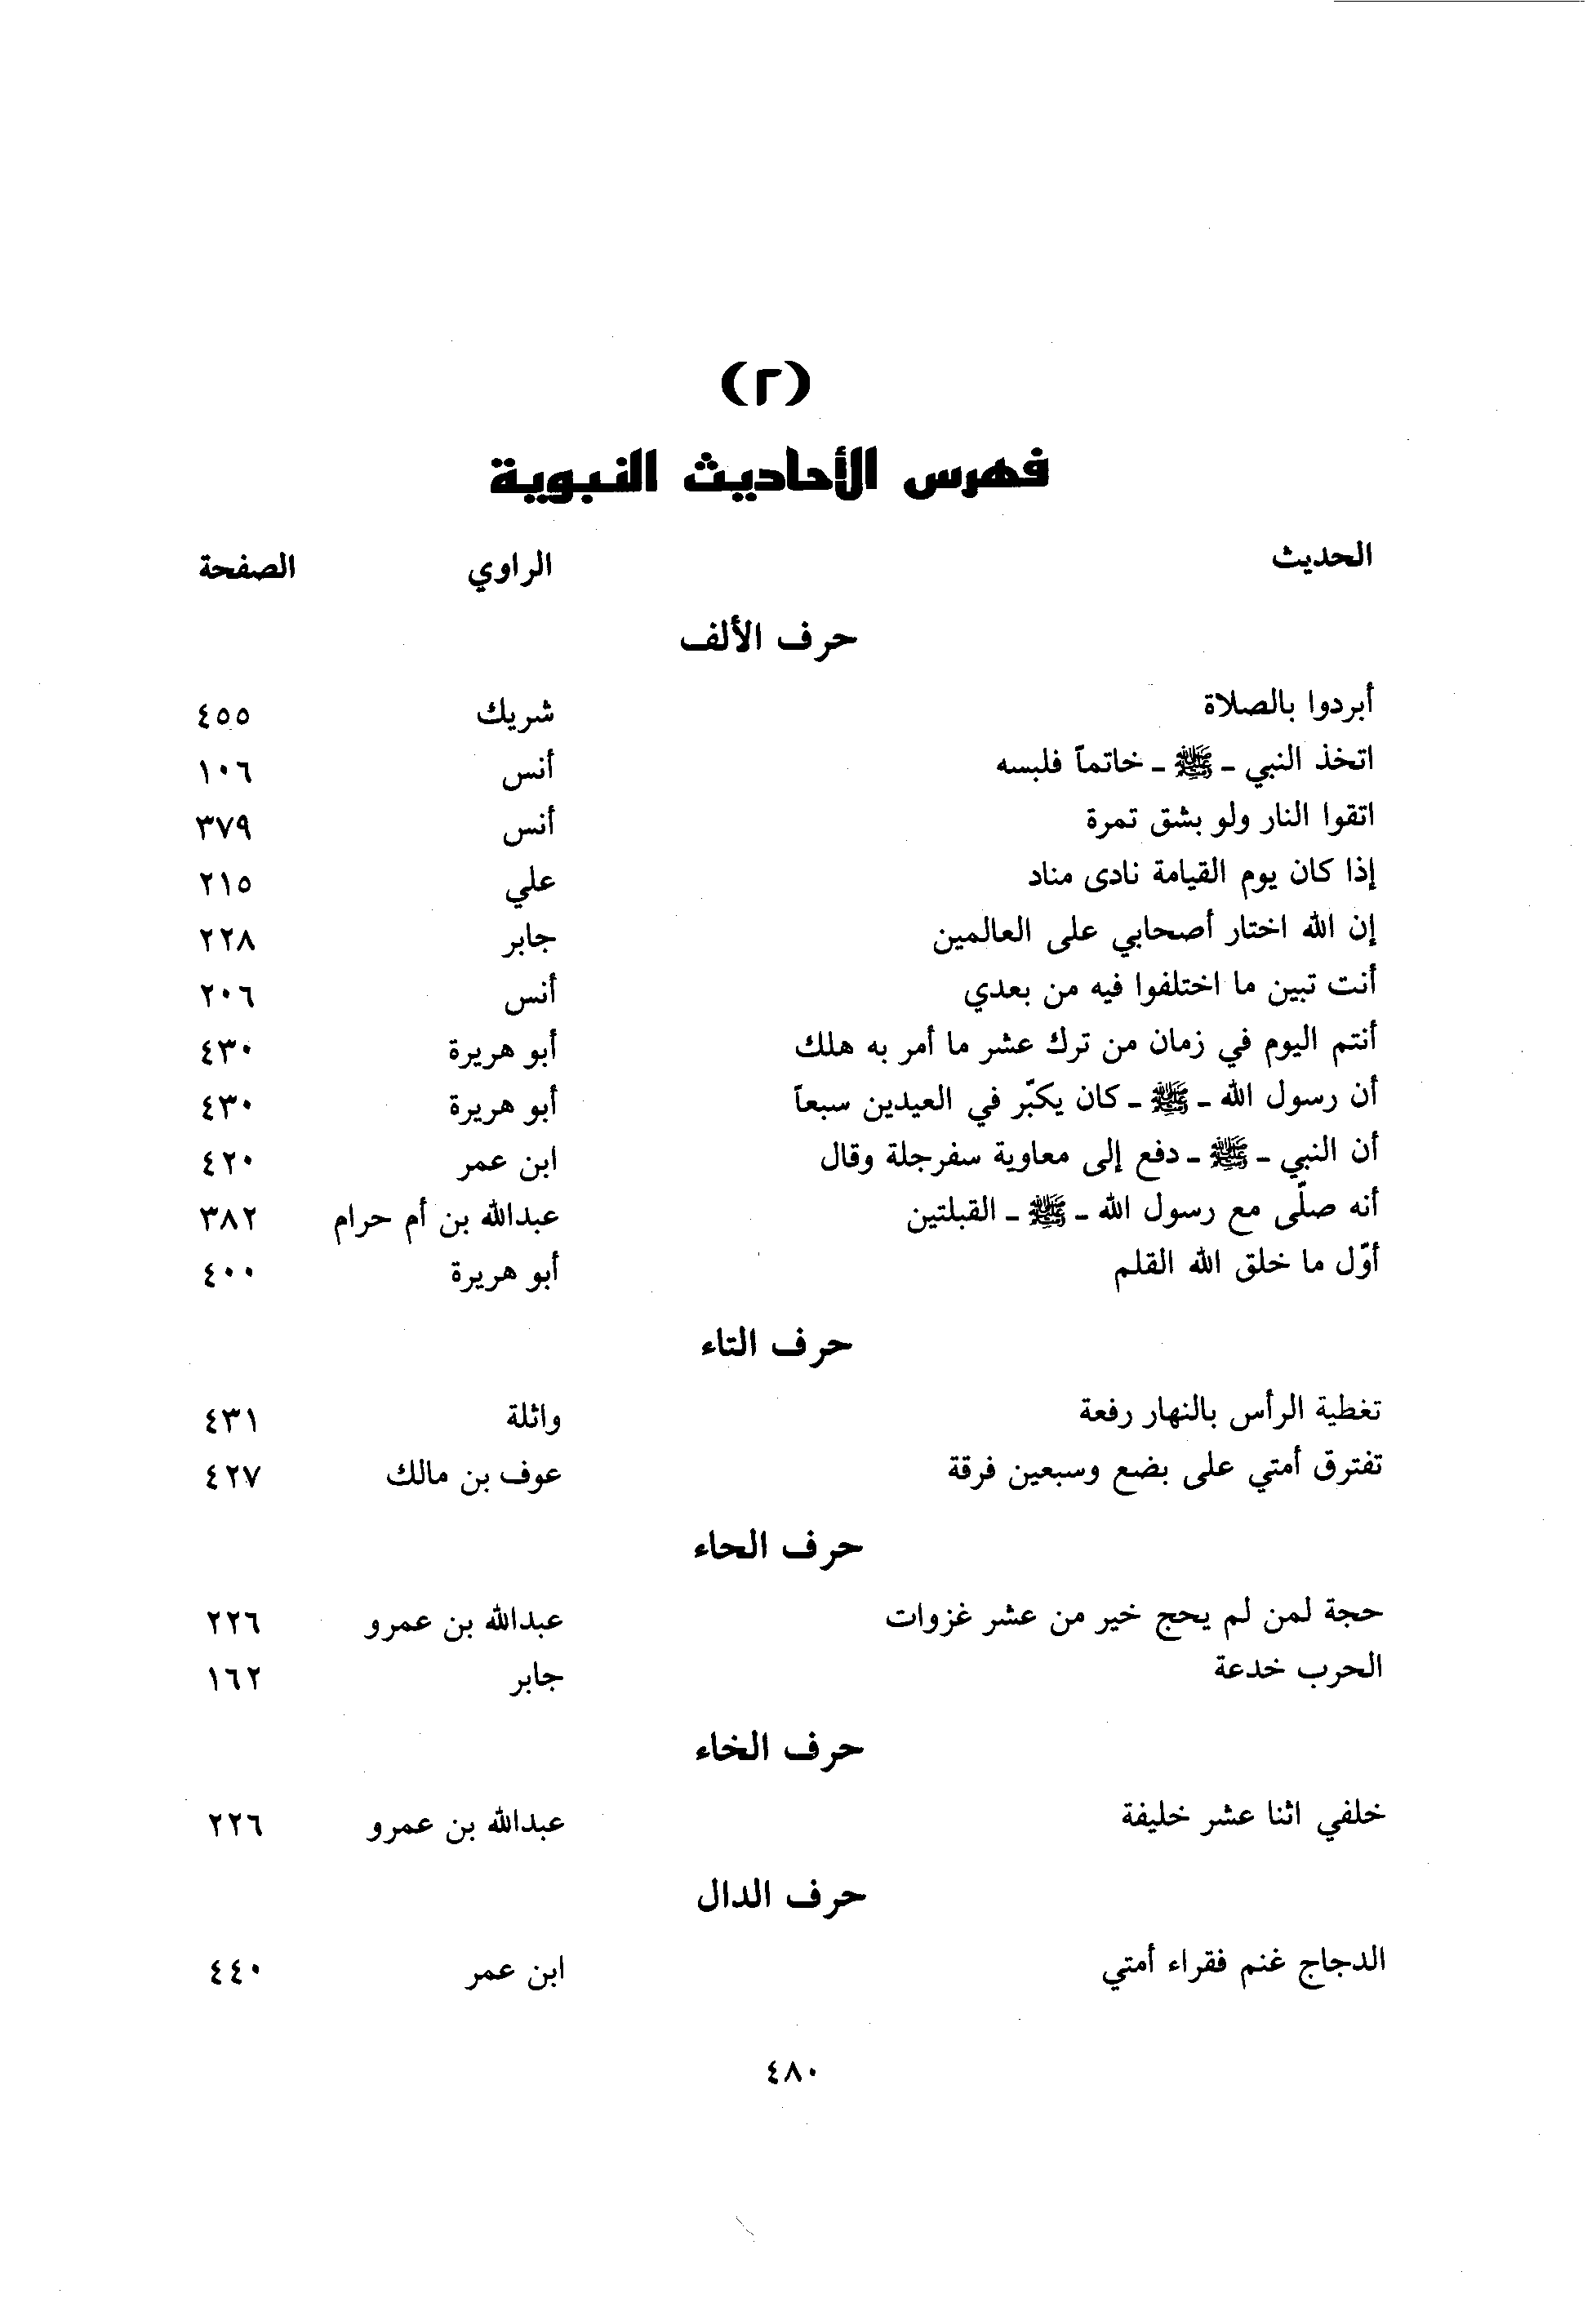 (٢)
فهرس الأحاديث النبوية
الحديث الراوي الصفحة
حرف الألف
أبردوا بالصلاة شريك ٤٥٥
اتخذ النبي - ﷺ - خاتماً فلبسه أنس ١٠٦
اتقوا النار ولو بشق تمرة أنس ٣٧٩
إذا كان يوم القيامة نادى مناد علي ٢١٥
إن الله اختار أصحابي على العالمين جابر ٢٢٨
أنت تبين ما اختلفوا فيه من بعدي أنس ٢٠٦
أنتم اليوم في زمان من ترك عشر ما أمر به هلك أبو هريرة ٤٣٠
أن رسول الله - ﷺ - كان يكبّر في العيدين سبعاً أبو هريرة ٤٣٠
أن النبي - ﷺ - دفع إلى معاوية سفرجلة وقال ابن عمر ٤٢٠
أنه صلّى مع رسول الله - ﷺ - القبلتين عبدالله بن أم حرام ٣٨٢
أوّل ما خلق الله القلم أبو هريرة ٤٠٠
حرف التاء
تغطية الرأس بالنهار رفعة واثلة ٤٣١
تفترق أمتي على بضع وسبعين فرقة عوف بن مالك ٤٢٧
حرف الحاء
حجة لمن لم يحج خير من عشر غزوات عبدالله بن عمرو ٢٢٦
الحرب خدعة جابر ١٦٢
حرف الخاء
خلفي اثنا عشر خليفة عبدالله بن عمرو ٢٢٦
حرف الدال
الدجاج غنم فقراء أمتي ابن عمر ٤٤٠
٤٨٠